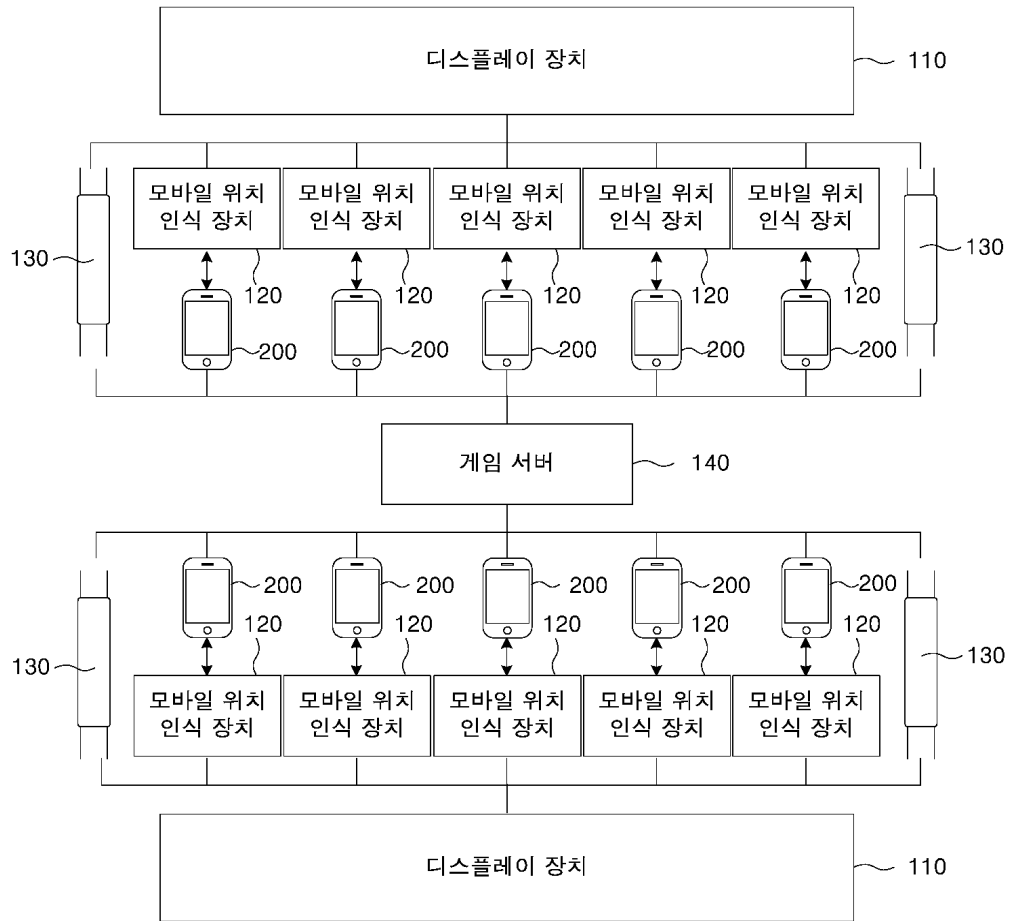 디스플레이 장치
110
모바일 위치 모바일 위치 모바일 위치 모바일 위치 모바일 위치
인식 장치 인식 장치 인식 장치 인식 장치 인식 장치
130 130
120 120 120 120 120
200 200 200 200 200
게임 서버
140
200 200 200 200 200
120 120 120 120 120
130 130
모바일 위치 모바일 위치 모바일 위치 모바일 위치 모바일 위치
인식 장치 인식 장치 인식 장치 인식 장치 인식 장치
디스플레이 장치
110